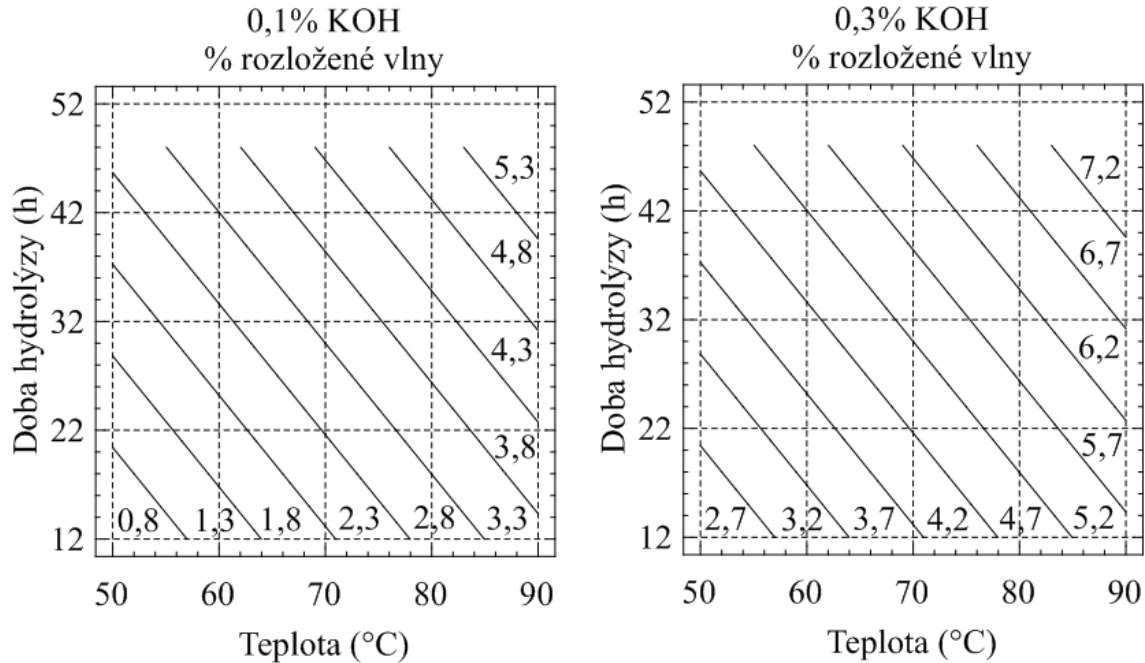 0,1% KOH
% rozložené vlny
52
42
32
22
12
Doba hydrolýzy (h)
5,3
4,8
4,3
3,8
0,8 1,3 1,8 2,3 2,8 3,3
50 60 70 80 90
Teplota (°C)
0,3% KOH
% rozložené vlny
52
42
32
22
12
Doba hydrolýzy (h)
7,2
6,7
6,2
5,7
2,7 3,2 3,7 4,2 4,7 5,2
50 60 70 80 90
Teplota (°C)